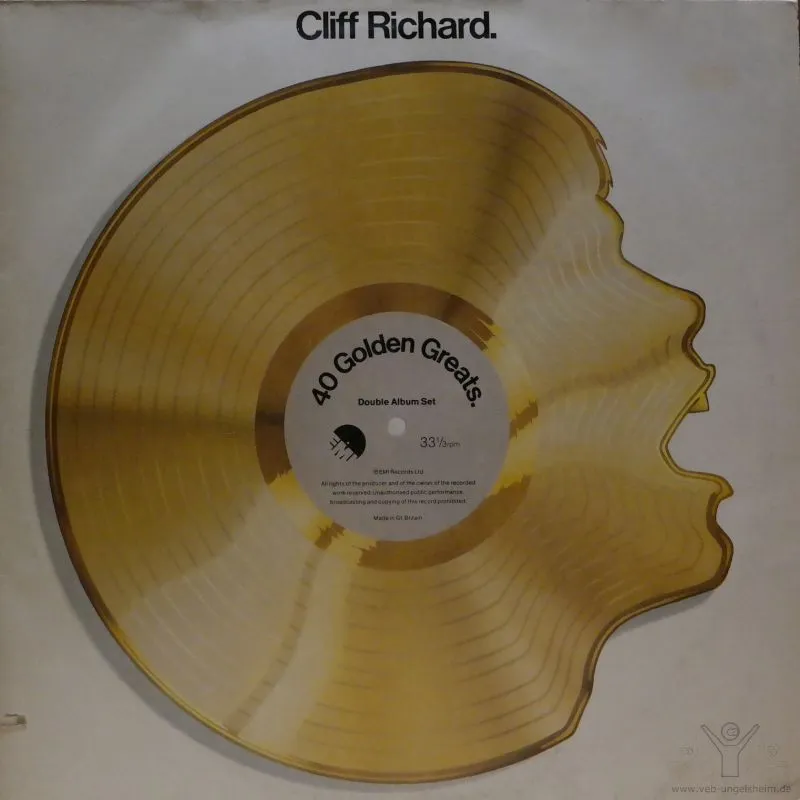 Cliff Richard.
40 Golden Greats.
Double Album Set
EMI
33⅓rpm
℗ EMI Records Ltd
All rights of the producer and of the owner of the recorded
work reserved. Unauthorised public performance,
broadcasting and copying of this record prohibited.
Made in Gt. Britain
www.veb-ungelsheim.de